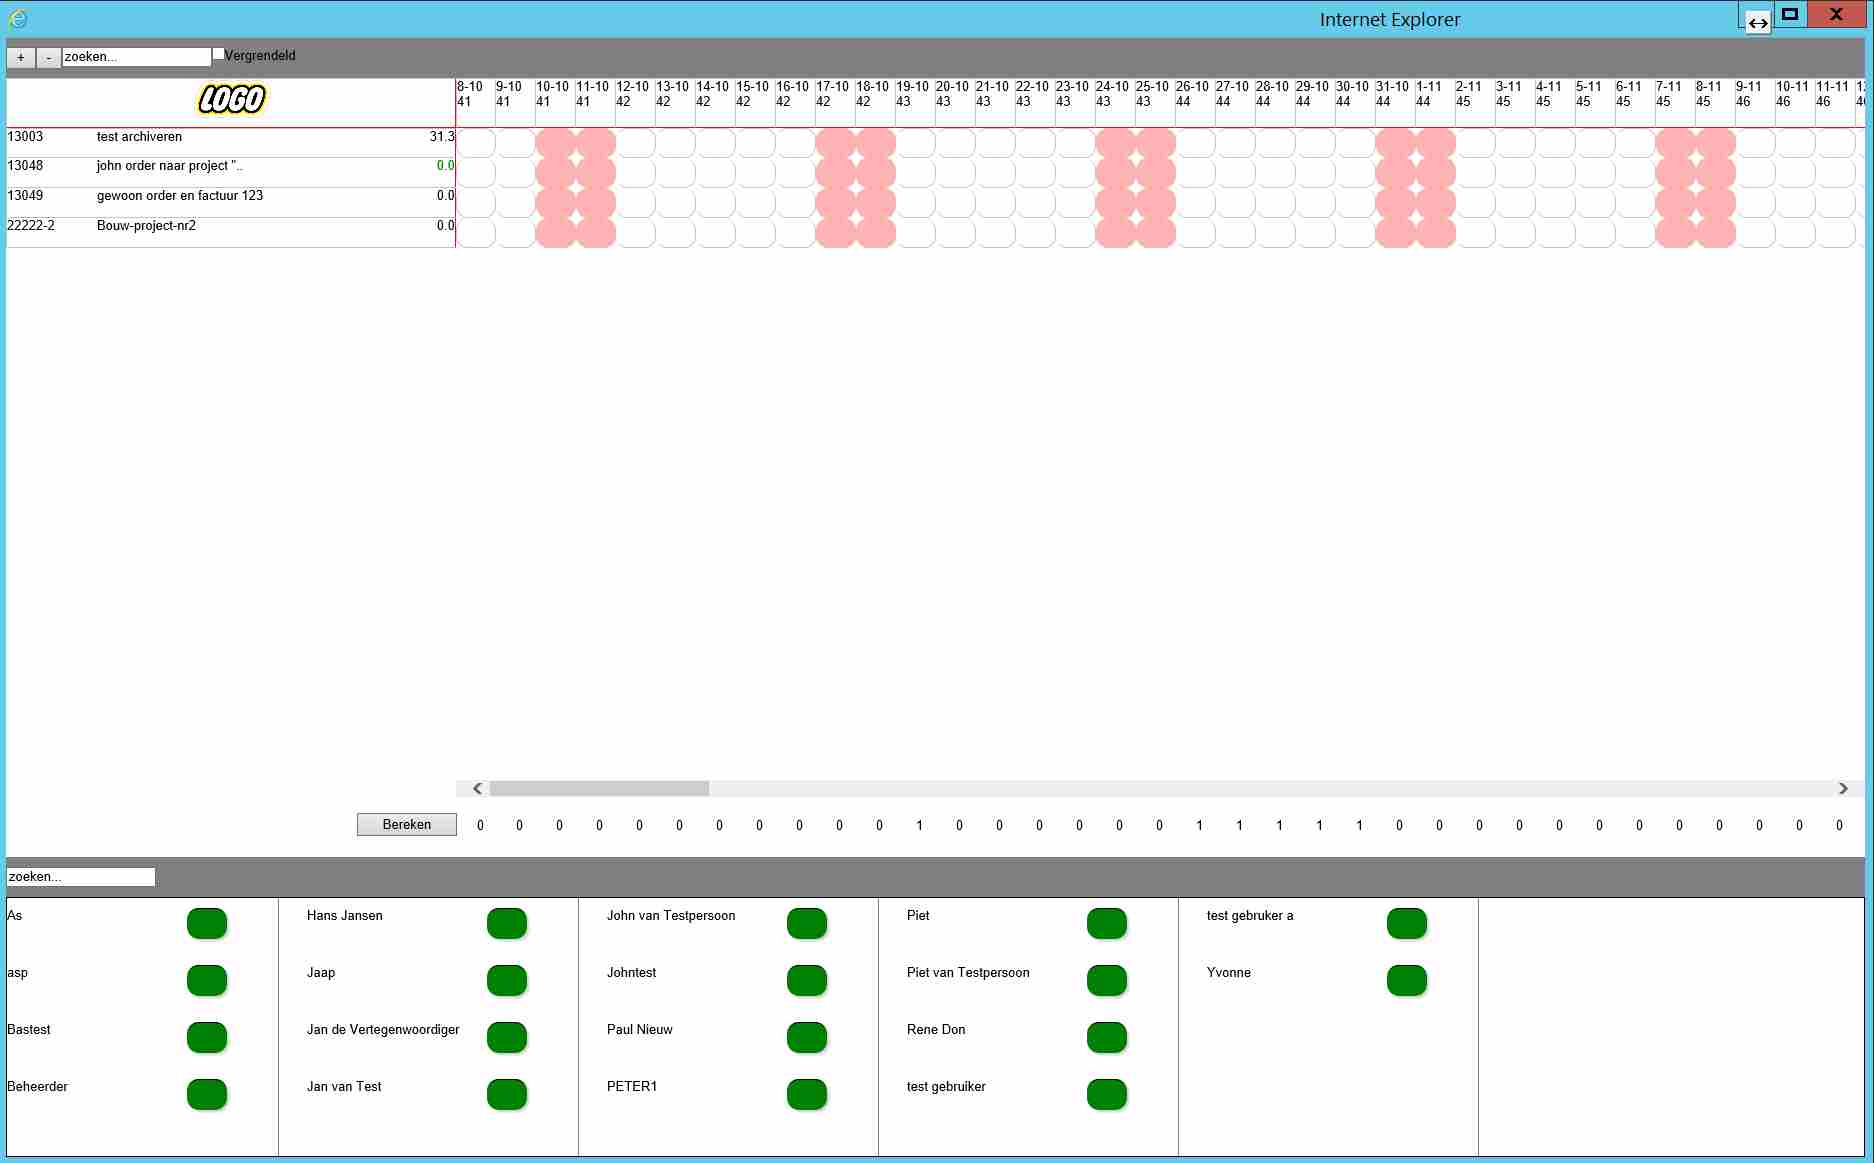 Internet Explorer
X
+ - zoeken... Vergrendeld
LOGO
8-10 9-10 10-10 11-10 12-10 13-10 14-10 15-10 16-10 17-10 18-10 19-10 20-10 21-10 22-10 23-10 24-10 25-10 26-10 27-10 28-10 29-10 30-10 31-10 1-11 2-11 3-11 4-11 5-11 6-11 7-11 8-11 9-11 10-11 11-11
41 41 41 41 42 42 42 42 42 42 42 43 43 43 43 43 43 43 44 44 44 44 44 44 44 45 45 45 45 45 45 45 46 46 46
13003 test archiveren 31.3
13048 john order naar project ".. 0.0
13049 gewoon order en factuur 123 0.0
22222-2 Bouw-project-nr2 0.0
Bereken 0 0 0 0 0 0 0 0 0 0 0 1 0 0 0 0 0 0 1 1 1 1 1 0 0 0 0 0 0 0 0 0 0 0 0
zoeken...
As Hans Jansen John van Testpersoon Piet test gebruker a
asp Jaap Johntest Piet van Testpersoon Yvonne
Bastest Jan de Vertegenwoordiger Paul Nieuw Rene Don
Beheerder Jan van Test PETER1 test gebruiker